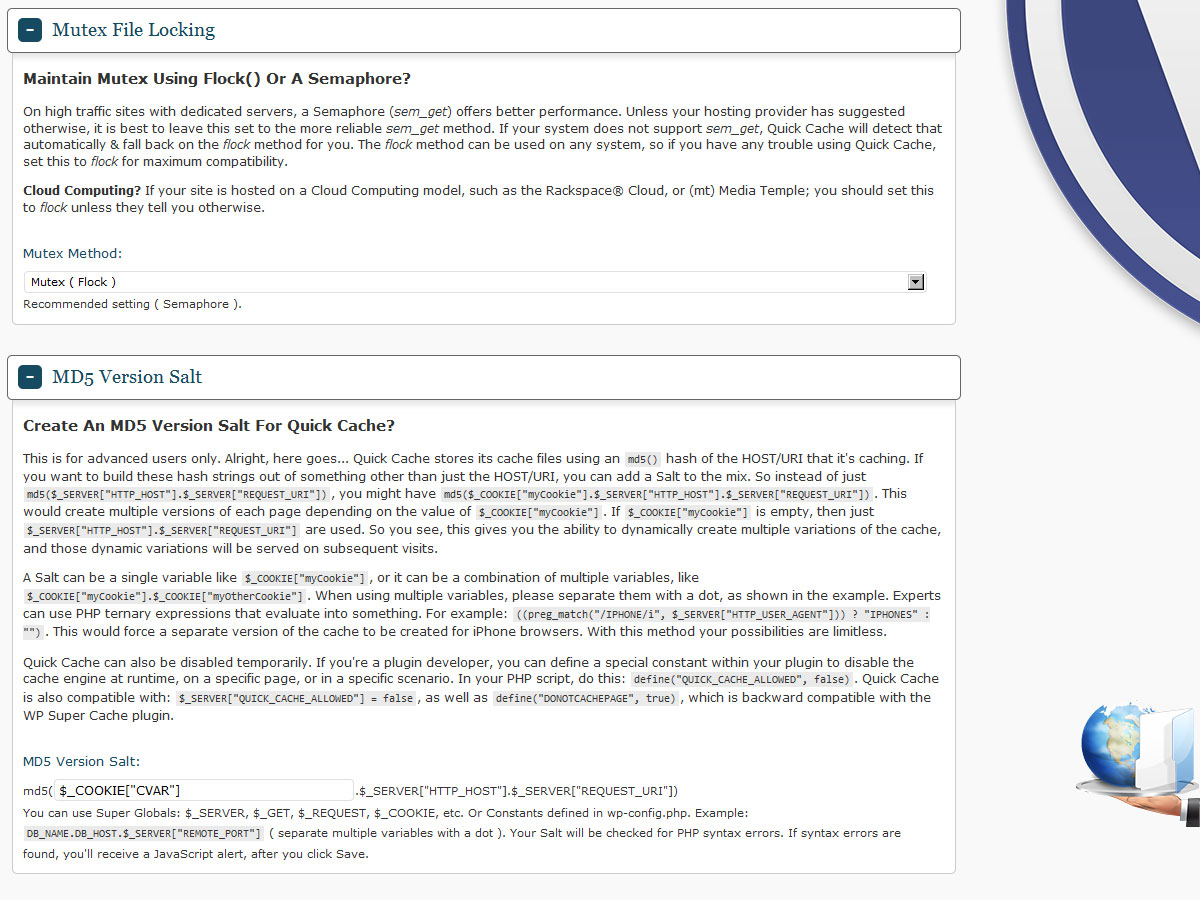 Mutex File Locking
Maintain Mutex Using Flock() Or A Semaphore?
On high traffic sites with dedicated servers, a Semaphore (sem_get) offers better performance. Unless your hosting provider has suggested
otherwise, it is best to leave this set to the more reliable sem_get method. If your system does not support sem_get, Quick Cache will detect that
automatically & fall back on the flock method for you. The flock method can be used on any system, so if you have any trouble using Quick Cache,
set this to flock for maximum compatibility.
Cloud Computing? If your site is hosted on a Cloud Computing model, such as the Rackspace® Cloud, or (mt) Media Temple; you should set this
to flock unless they tell you otherwise.
Mutex Method:
Mutex ( Flock )
Recommended setting ( Semaphore ).
MD5 Version Salt
Create An MD5 Version Salt For Quick Cache?
This is for advanced users only. Alright, here goes... Quick Cache stores its cache files using an md5() hash of the HOST/URI that it's caching. If
you want to build these hash strings out of something other than just the HOST/URI, you can add a Salt to the mix. So instead of just
md5($_SERVER["HTTP_HOST"].$_SERVER["REQUEST_URI"]), you might have md5($_COOKIE["myCookie"].$_SERVER["HTTP_HOST"].$_SERVER["REQUEST_URI"]). This
would create multiple versions of each page depending on the value of $_COOKIE["myCookie"]. If $_COOKIE["myCookie"] is empty, then just
$_SERVER["HTTP_HOST"].$_SERVER["REQUEST_URI"] are used. So you see, this gives you the ability to dynamically create multiple variations of the cache,
and those dynamic variations will be served on subsequent visits.
A Salt can be a single variable like $_COOKIE["myCookie"], or it can be a combination of multiple variables, like
$_COOKIE["myCookie"].$_COOKIE["myOtherCookie"]. When using multiple variables, please separate them with a dot, as shown in the example. Experts
can use PHP ternary expressions that evaluate into something. For example: ((preg_match("/IPHONE/i", $_SERVER["HTTP_USER_AGENT"])) ? "IPHONES" :
""). This would force a separate version of the cache to be created for iPhone browsers. With this method your possibilities are limitless.
Quick Cache can also be disabled temporarily. If you're a plugin developer, you can define a special constant within your plugin to disable the
cache engine at runtime, on a specific page, or in a specific scenario. In your PHP script, do this: define("QUICK_CACHE_ALLOWED", false). Quick Cache
is also compatible with: $_SERVER["QUICK_CACHE_ALLOWED"] = false, as well as define("DONOTCACHEPAGE", true), which is backward compatible with the
WP Super Cache plugin.
MD5 Version Salt:
md5( $_COOKIE["CVAR"] .$_SERVER["HTTP_HOST"].$_SERVER["REQUEST_URI"])
You can use Super Globals: $_SERVER, $_GET, $_REQUEST, $_COOKIE, etc. Or Constants defined in wp-config.php. Example:
DB_NAME.DB_HOST.$_SERVER["REMOTE_PORT"] ( separate multiple variables with a dot ). Your Salt will be checked for PHP syntax errors. If syntax errors are
found, you'll receive a JavaScript alert, after you click Save.